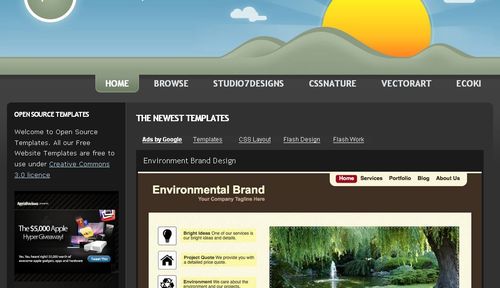 HOME BROWSE STUDIO7DESIGNS CSSNATURE VECTORART ECOKI
OPEN SOURCE TEMPLATES
Welcome to Open Source
Templates. All our Free
Website Templates are free to
use under Creative Commons
3.0 licence
The $5,000 Apple
Hyper Giveaway!
Tweet This
THE NEWEST TEMPLATES
Ads by Google Templates CSS Layout Flash Design Flash Work
Environment Brand Design
Home Services Portfolio Blog About Us
Environmental Brand
Your Company Tagline Here
Bright Ideas One of our services is
our bright ideas and details.
Project Quote We provide you with
a detailed price quote.
Environment We care about the
environment and our projects.